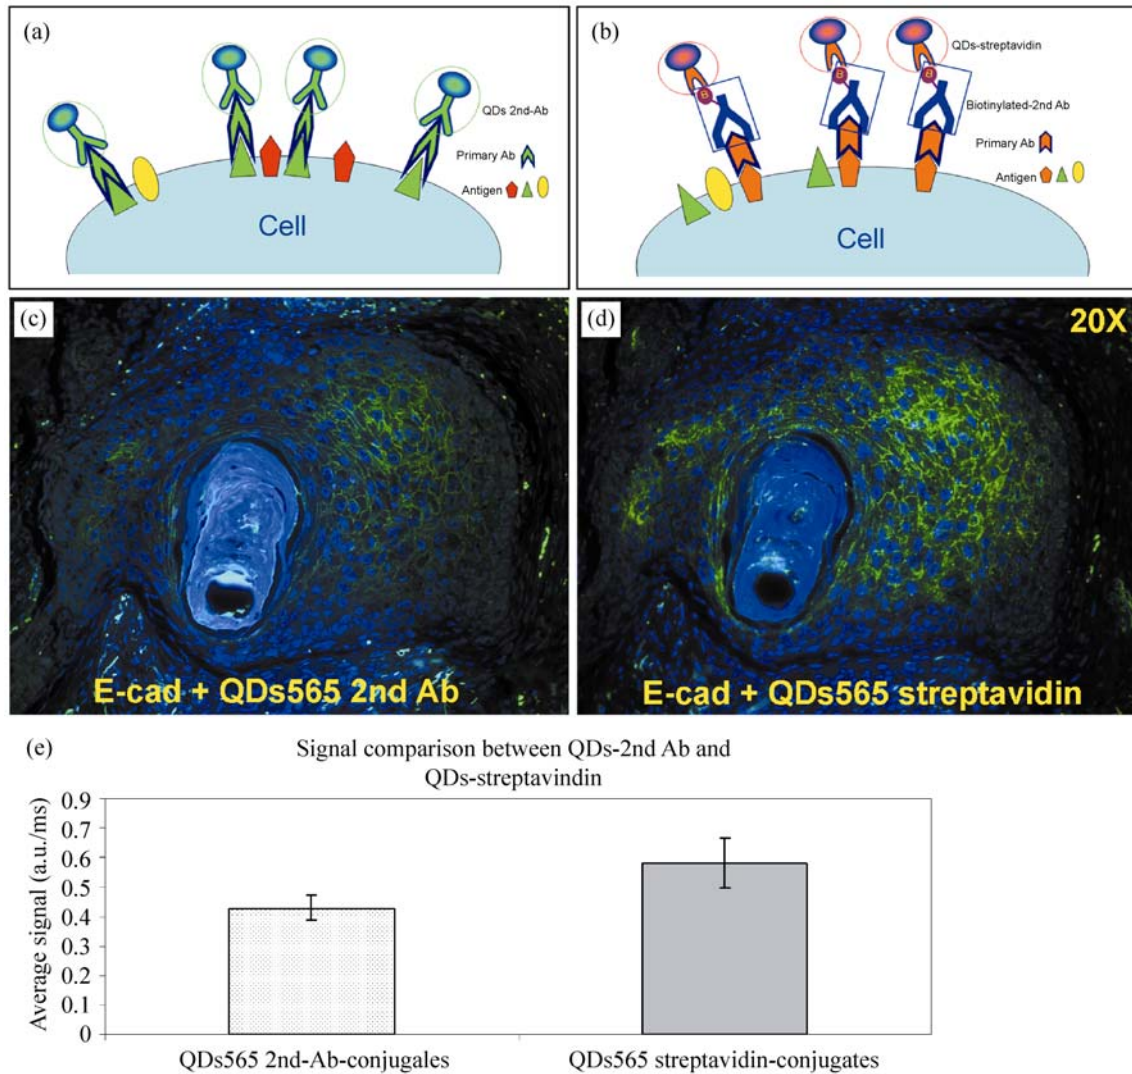 (a)
QDs 2nd-Ab
Primary Ab
Antigen
Cell
(b)
QDs-streptavidin
B
B
B
Biotinylated-2nd Ab
Primary Ab
Antigen
Cell
(c)
E-cad + QDs565 2nd Ab
(d)
20X
E-cad + QDs565 streptavidin
(e)
Signal comparison between QDs-2nd Ab and
QDs-streptavindin
Average signal (a.u./ms)
0.9
0.7
0.6
0.5
0.4
0.3
0.2
0.1
0
QDs565 2nd-Ab-conjugales
QDs565 streptavidin-conjugates